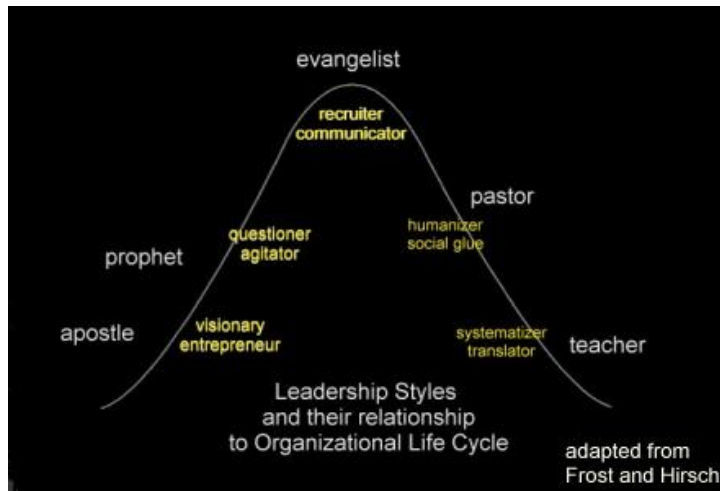 evangelist
recruiter
communicator
pastor
humanizer
social glue
questioner
agitator
prophet
apostle
visionary
entrepreneur
systematizer
translator
teacher
Leadership Styles
and their relationship
to Organizational Life Cycle
adapted from
Frost and Hirsch